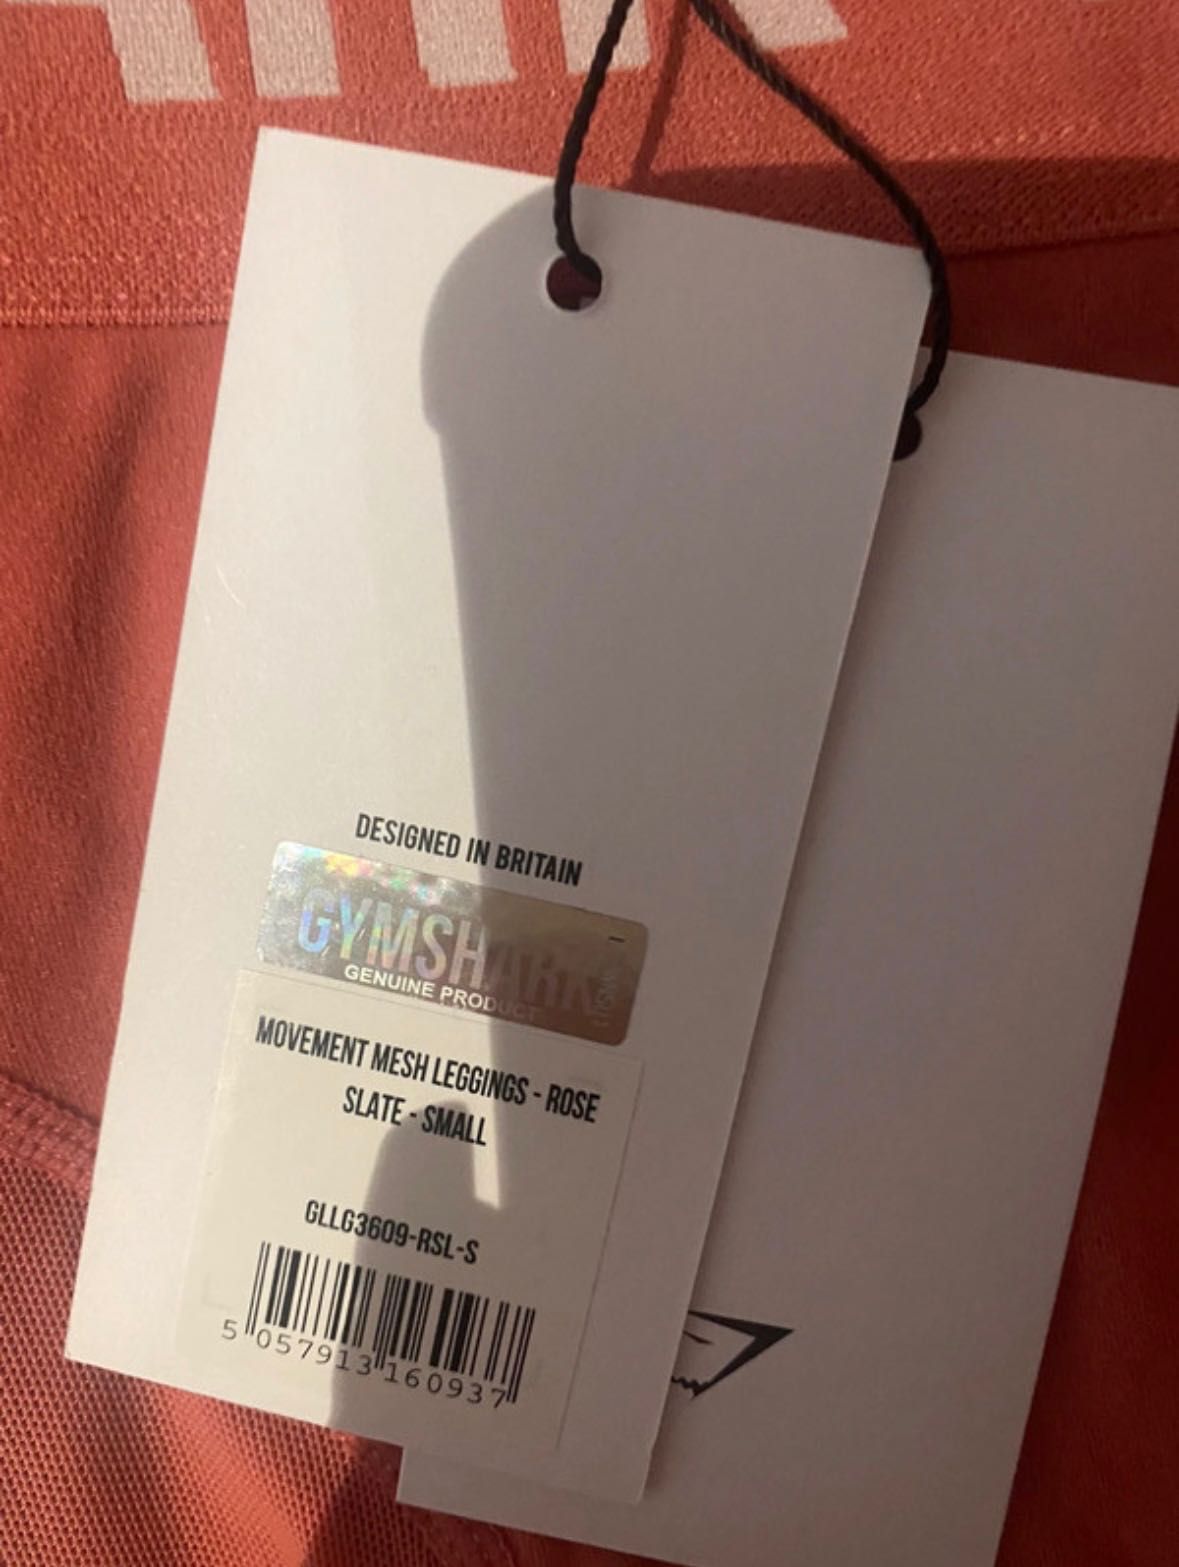 DESIGNED IN BRITAIN
GYMSHARK
GENUINE PRODUCT
MOVEMENT MESH LEGGINGS - ROSE
SLATE - SMALL
GLLG3609-RSL-S
5 057913 160937